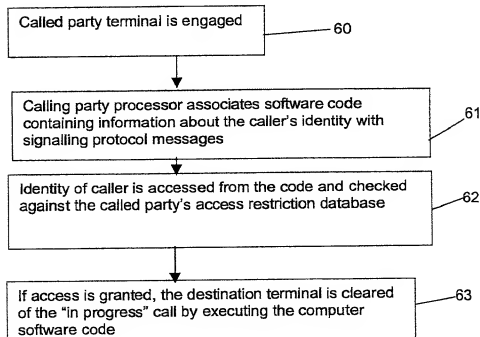 Called party terminal is engaged
60
Calling party processor associates software code
containing information about the caller's identity with
signalling protocol messages
61
Identity of caller is accessed from the code and checked
against the called party's access restriction database
62
If access is granted, the destination terminal is cleared
of the "in progress" call by executing the computer
software code
63